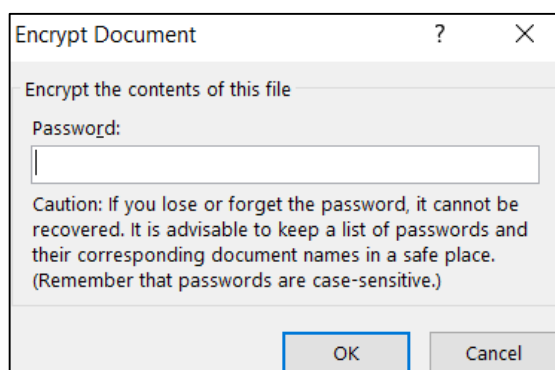 Encrypt Document ? ×
Encrypt the contents of this file
Password:
Caution: If you lose or forget the password, it cannot be
recovered. It is advisable to keep a list of passwords and
their corresponding document names in a safe place.
(Remember that passwords are case-sensitive.)
OK Cancel